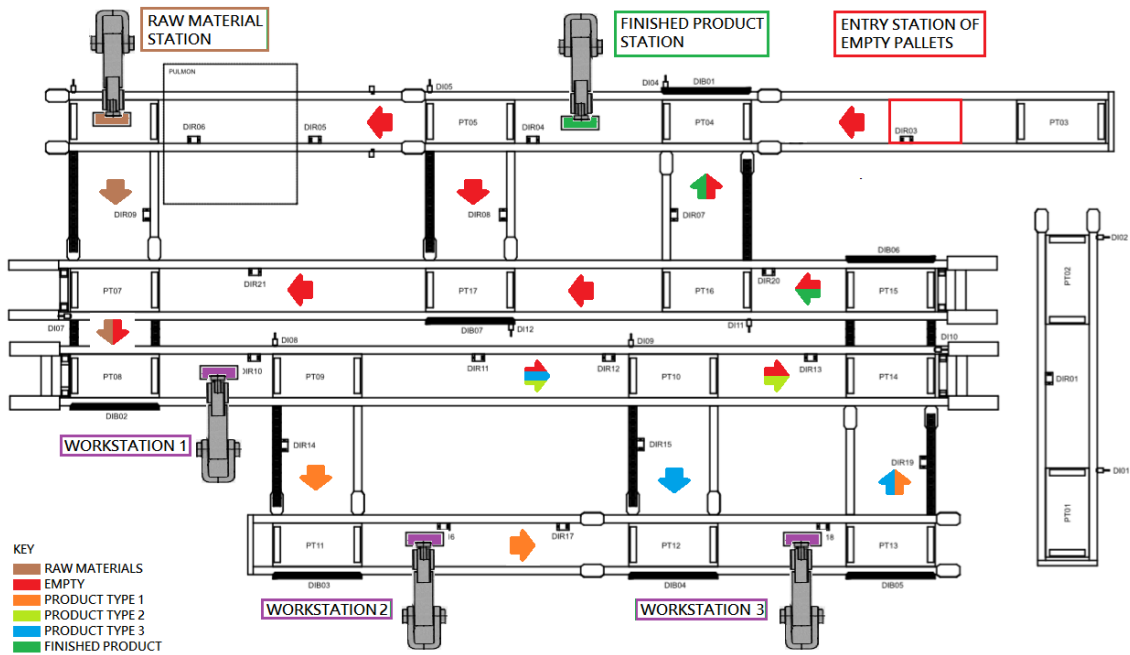 RAW MATERIAL
STATION
FINISHED PRODUCT
STATION
ENTRY STATION OF
EMPTY PALLETS
PULMON
DI05
DI04
DIB01
DIR06
DIR05
PT05
DIR04
PT04
DIR03
PT03
DIR09
DIR08
DIR07
DI02
DIB06
PT02
DIR21
DIR20
PT07
PT17
PT16
PT15
DI07
DIB07
DI12
DI11
DI08
DI09
DI10
DIR10
DIR11
DIR12
DIR13
DIR01
PT08
PT09
PT10
PT14
DIB02
WORKSTATION 1
DIR14
DIR15
DIR19
DI01
PT01
16
DIR17
18
PT11
PT12
PT13
DIB03
DIB04
DIB05
WORKSTATION 2
WORKSTATION 3
KEY
RAW MATERIALS
EMPTY
PRODUCT TYPE 1
PRODUCT TYPE 2
PRODUCT TYPE 3
FINISHED PRODUCT